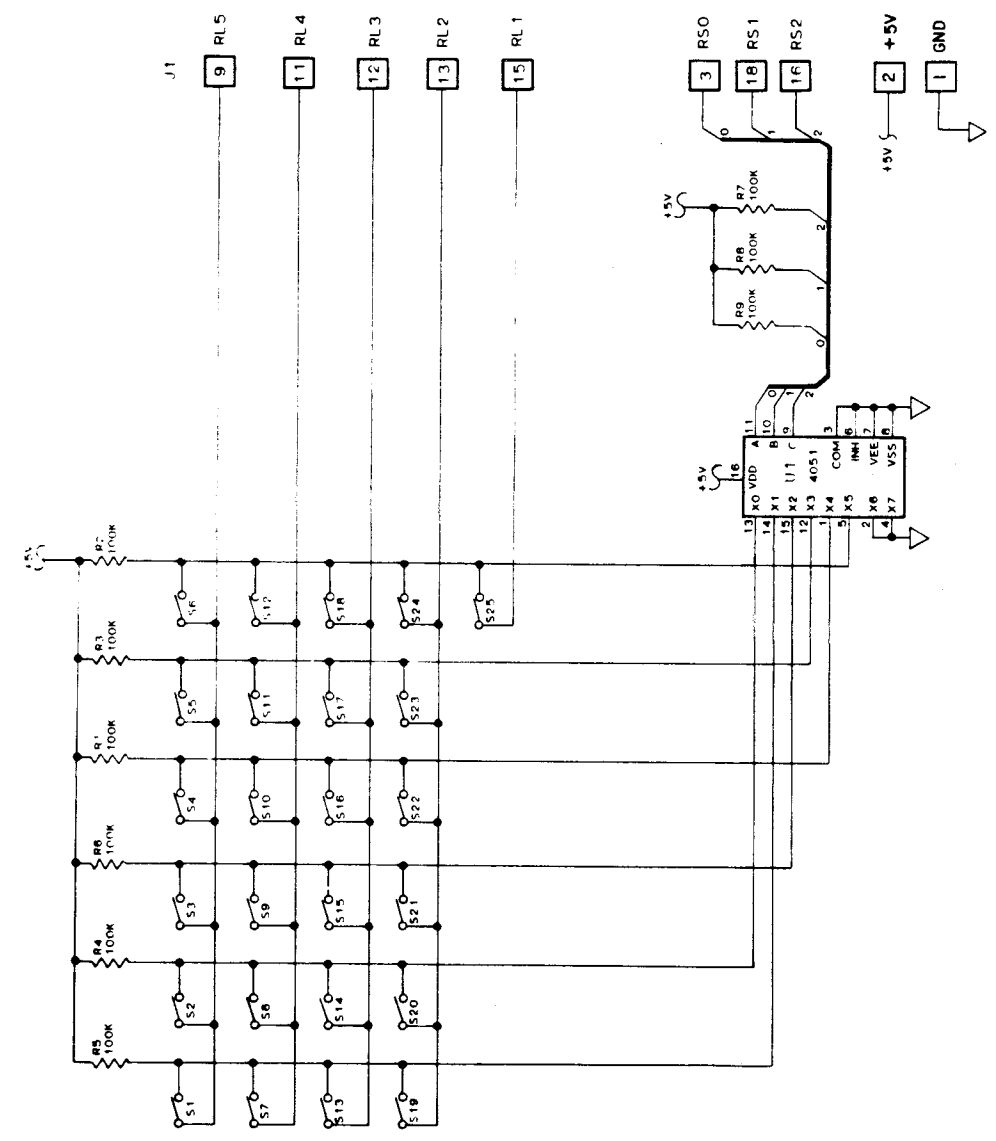 J1
9 RL5
11 RL4
12 RL3
13 RL2
15 RL1
3 RS0
18 RS1
16 RS2
2 +5V
1 GND
+5V
0
1
2
+5V
R7
100K
R8
100K
R9
100K
2
1
0
0
1
2
11 A
10 B
9 C
3 COM
6 INH
7 VEE
8 VSS
+5V
16 VDD
U1
4051
13 X0
14 X1
15 X2
12 X3
1 X4
5 X5
2 X6
4 X7
+5V
R2
100K
R3
100K
R1
100K
R6
100K
R4
100K
R5
100K
S6
S12
S18
S24
S25
S5
S11
S17
S23
S4
S10
S16
S22
S3
S9
S15
S21
S2
S8
S14
S20
S1
S7
S13
S19